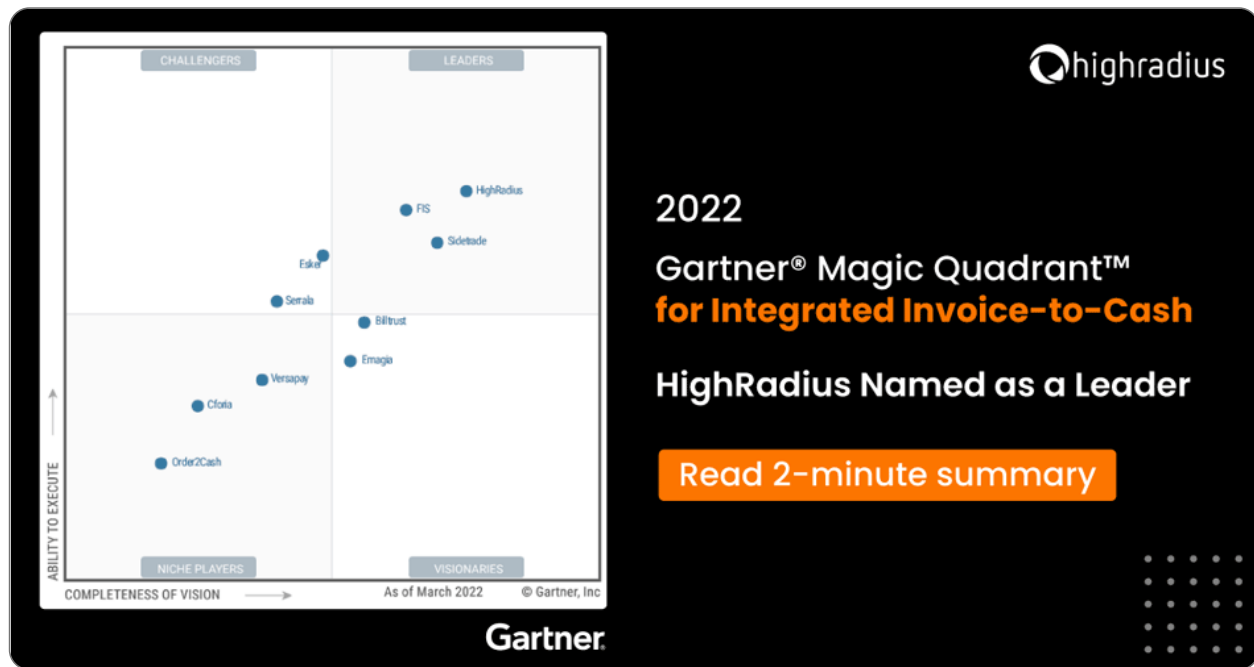 CHALLENGERS
LEADERS
HighRadius
FIS
Sidetrade
Esker
Serrala
Billtrust
Emagia
Versapay
Cforia
Order2Cash
ABILITY TO EXECUTE
NICHE PLAYERS
VISIONARIES
COMPLETENESS OF VISION
As of March 2022
© Gartner, Inc
Gartner®
highradius
2022
Gartner® Magic Quadrant™
for Integrated Invoice-to-Cash
HighRadius Named as a Leader
Read 2-minute summary